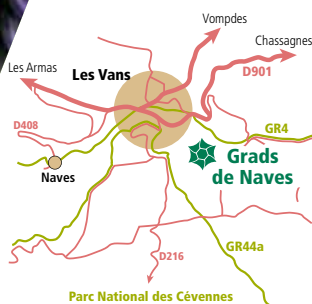 Vompdes
Chassagnes
Les Armas
Les Vans
D901
D408
GR4
Grads
de Naves
Naves
GR44a
D216
Parc National des Cévennes